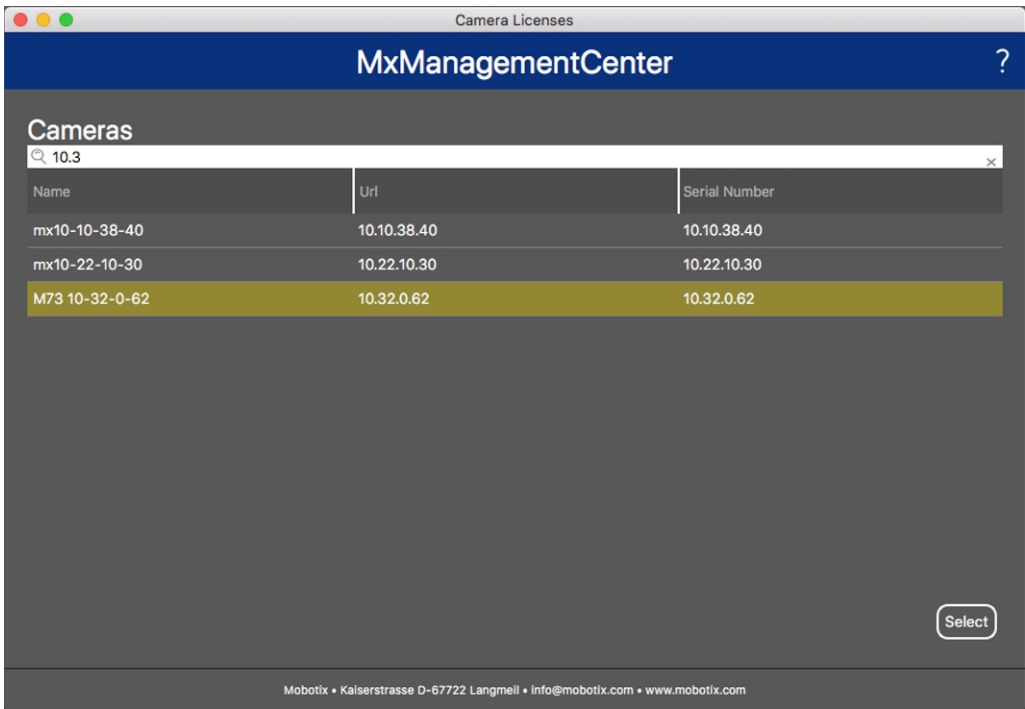 Camera Licenses
MxManagementCenter ?
Cameras
10.3 ×
Name Url Serial Number
mx10-10-38-40 10.10.38.40 10.10.38.40
mx10-22-10-30 10.22.10.30 10.22.10.30
M73 10-32-0-62 10.32.0.62 10.32.0.62
Select
Mobotix • Kaiserstrasse D-67722 Langmeil • info@mobotix.com • www.mobotix.com